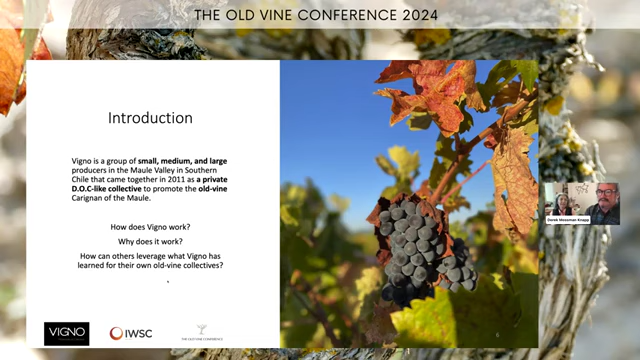 THE OLD VINE CONFERENCE 2024
Introduction
Vigno is a group of small, medium, and large
producers in the Maule Valley in Southern
Chile that came together in 2011 as a private
D.O.C-like collective to promote the old-vine
Carignan of the Maule.
How does Vigno work?
Why does it work?
How can others leverage what Vigno has
learned for their own old-vine collectives?
Derek Mossman Knapp
VIGNO
IWSC
THE OLD VINE CONFERENCE